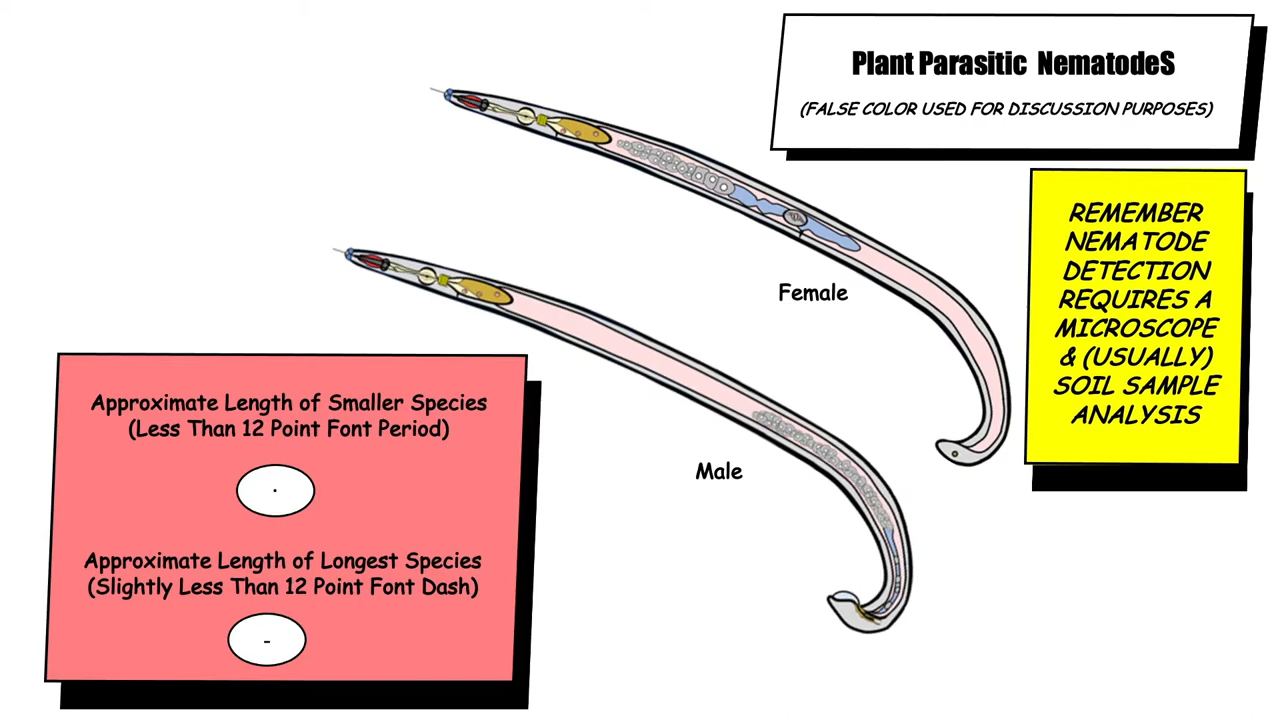 Plant Parasitic NematodeS
(FALSE COLOR USED FOR DISCUSSION PURPOSES)
REMEMBER
NEMATODE
DETECTION
REQUIRES A
MICROSCOPE
& (USUALLY)
SOIL SAMPLE
ANALYSIS
Female
Male
Approximate Length of Smaller Species
(Less Than 12 Point Font Period)
.
Approximate Length of Longest Species
(Slightly Less Than 12 Point Font Dash)
-